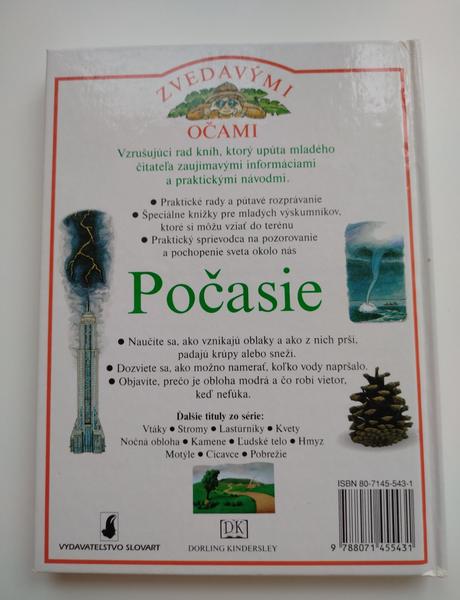 ZVEDAVÝMI
OČAMI
Vzrušujúci rad kníh, ktorý upúta mladého
čitateľa zaujímavými informáciami
a praktickými návodmi.
● Praktické rady a pútavé rozprávanie
● Špeciálne knižky pre mladých výskumníkov,
ktoré si môžu vziať do terénu
● Praktický sprievodca na pozorovanie
a pochopenie sveta okolo nás
Počasie
● Naučíte sa, ako vznikajú oblaky a ako z nich prší,
padajú krúpy alebo sneží.
● Dozviete sa, ako možno namerať, koľko vody napršalo.
● Objavíte, prečo je obloha modrá a čo robí vietor,
keď nefúka.
Ďalšie tituly zo série:
Vtáky ● Stromy ● Lastúrniky ● Kvety
Nočná obloha ● Kamene ● Ľudské telo ● Hmyz
Motýle ● Cicavce ● Pobrežie
ISBN 80-7145-543-1
VYDAVATEĽSTVO SLOVART
DK
DORLING KINDERSLEY
9 788071 455431